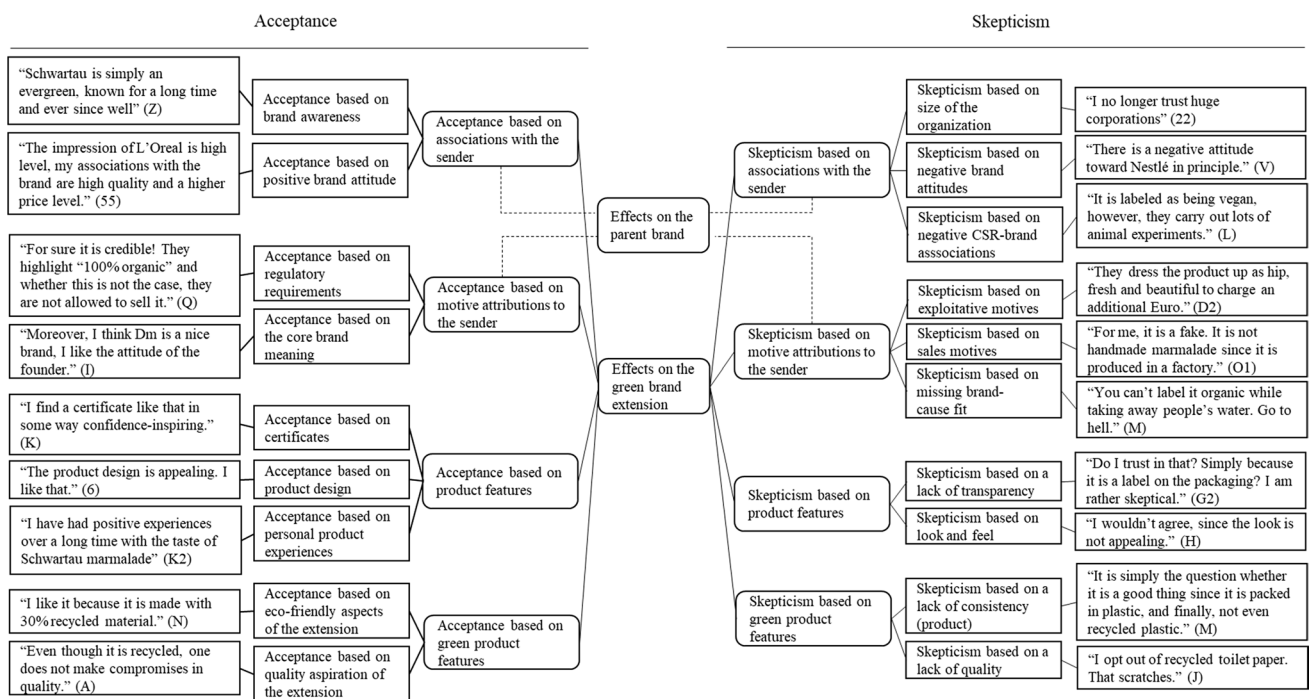 Acceptance
Skepticism
“Schwartau is simply an
evergreen, known for a long time
and ever since well” (Z)
“The impression of L’Oreal is high
level, my associations with the
brand are high quality and a higher
price level.” (55)
“For sure it is credible! They
highlight “100% organic” and
whether this is not the case, they
are not allowed to sell it.” (Q)
“Moreover, I think Dm is a nice
brand, I like the attitude of the
founder.” (I)
“I find a certificate like that in
some way confidence-inspiring.”
(K)
“The product design is appealing. I
like that.” (6)
“I have had positive experiences
over a long time with the taste of
Schwartau marmalade” (K2)
“I like it because it is made with
30% recycled material.” (N)
“Even though it is recycled, one
does not make compromises in
quality.” (A)
Acceptance based on
brand awareness
Acceptance based on
positive brand attitude
Acceptance based on
regulatory
requirements
Acceptance based on
the core brand
meaning
Acceptance based on
certificates
Acceptance based on
product design
Acceptance based on
personal product
experiences
Acceptance based on
eco-friendly aspects
of the extension
Acceptance based on
quality aspiration of
the extension
Acceptance based on
associations with the
sender
Acceptance based on
motive attributions to
the sender
Acceptance based on
product features
Acceptance based on
green product
features
Effects on the
parent brand
Effects on the
green brand
extension
Skepticism based on
associations with the
sender
Skepticism based on
motive attributions to
the sender
Skepticism based on
product features
Skepticism based on
green product
features
Skepticism based on
size of the
organization
Skepticism based on
negative brand
attitudes
Skepticism based on
negative CSR-brand
asssociations
Skepticism based on
exploitative motives
Skepticism based on
sales motives
Skepticism based on
missing brand-
cause fit
Skepticism based on a
lack of transparency
Skepticism based on
look and feel
Skepticism based on a
lack of consistency
(product)
Skepticism based on a
lack of quality
“I no longer trust huge
corporations” (22)
“There is a negative attitude
toward Nestlé in principle.” (V)
“It is labeled as being vegan,
however, they carry out lots of
animal experiments.” (L)
“They dress the product up as hip,
fresh and beautiful to charge an
additional Euro.” (D2)
“For me, it is a fake. It is not
handmade marmalade since it is
produced in a factory.” (O1)
“You can’t label it organic while
taking away people’s water. Go to
hell.” (M)
“Do I trust in that? Simply because
it is a label on the packaging? I am
rather skeptical.” (G2)
“I wouldn’t agree, since the look is
not appealing.” (H)
“It is simply the question whether
it is a good thing since it is packed
in plastic, and finally, not even
recycled plastic.” (M)
“I opt out of recycled toilet paper.
That scratches.” (J)